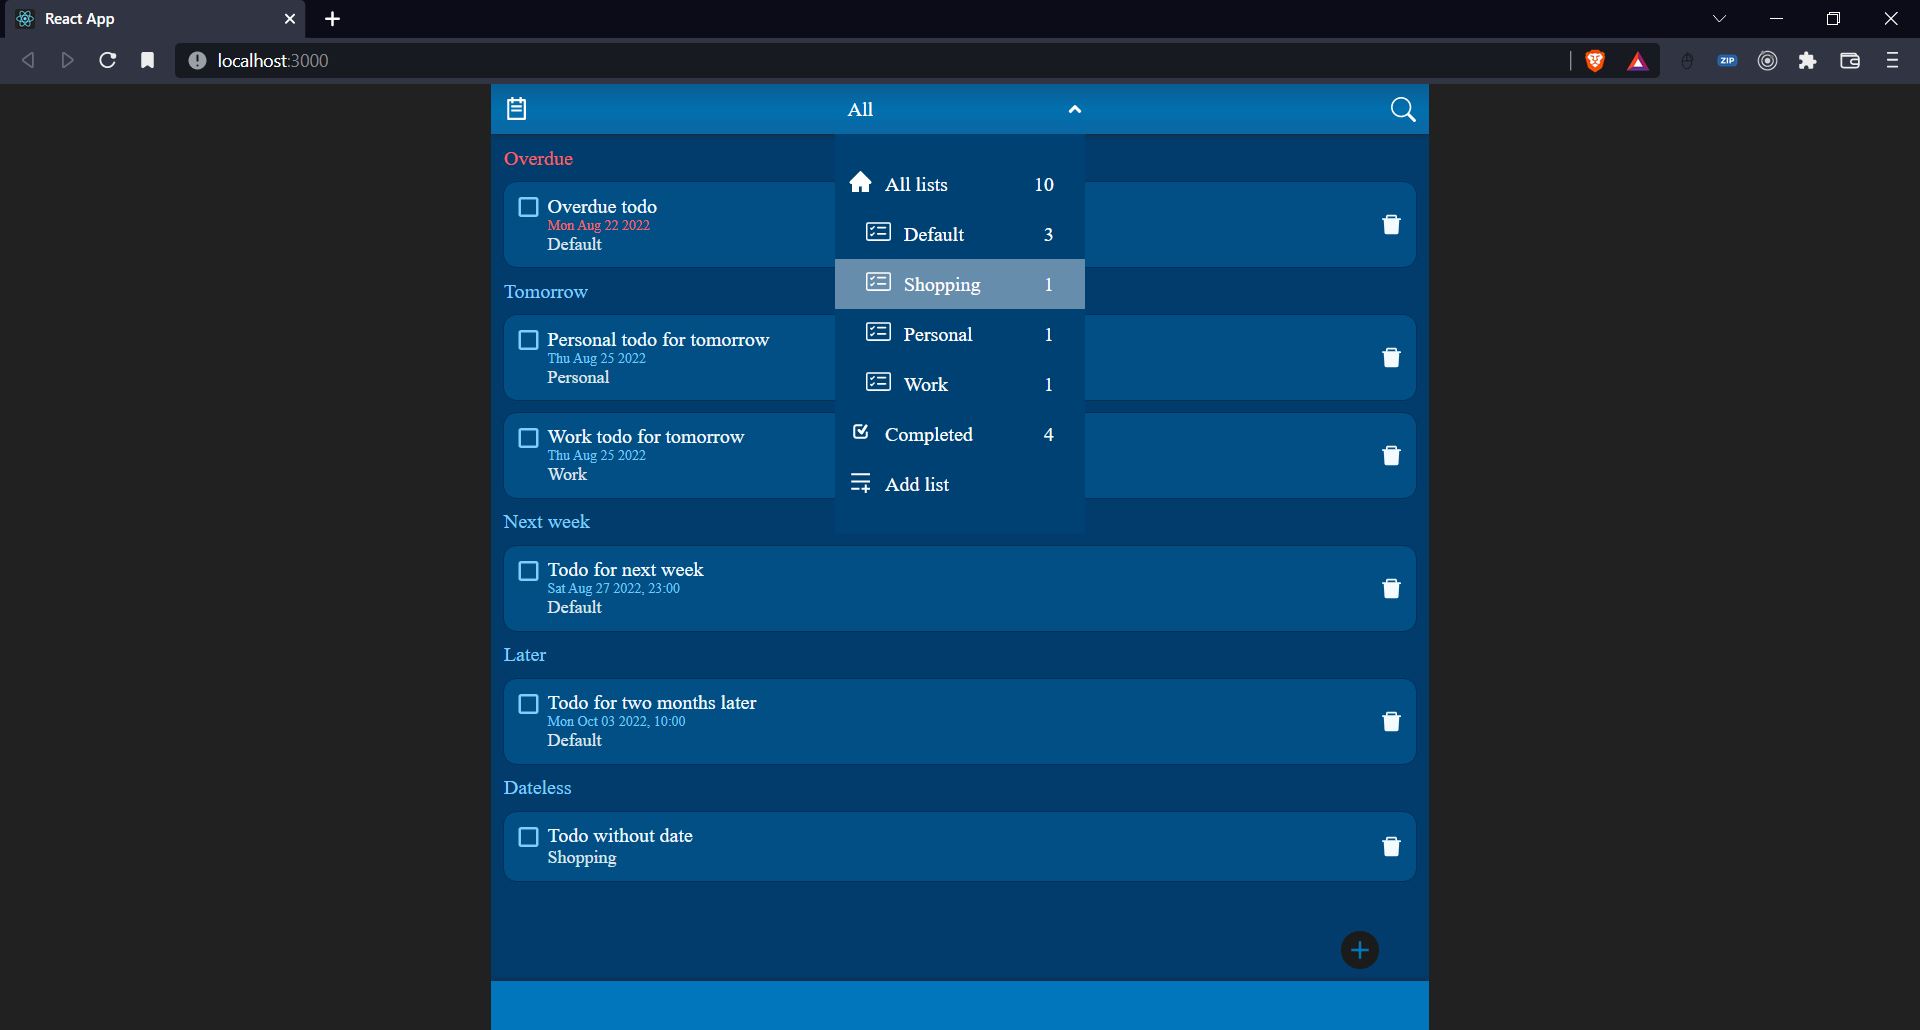 React App
localhost:3000
ZIP
All
Overdue
Overdue todo
Mon Aug 22 2022
Default
Tomorrow
Personal todo for tomorrow
Thu Aug 25 2022
Personal
Work todo for tomorrow
Thu Aug 25 2022
Work
Next week
Todo for next week
Sat Aug 27 2022, 23:00
Default
Later
Todo for two months later
Mon Oct 03 2022, 10:00
Default
Dateless
Todo without date
Shopping
All lists 10
Default 3
Shopping 1
Personal 1
Work 1
Completed 4
Add list